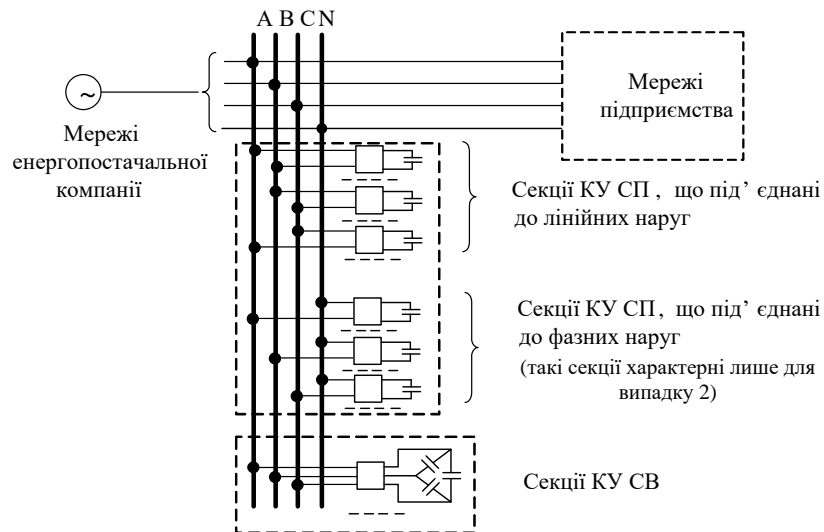 A B C N
~
Мережі
енергопостачальної
компанії
Мережі
підприємства
Секції КУ СП , що під’ єднані
до лінійних наруг
Секції КУ СП , що під’ єднані
до фазних наруг
(такі секції характерні лише для
випадку 2)
Секції КУ СВ